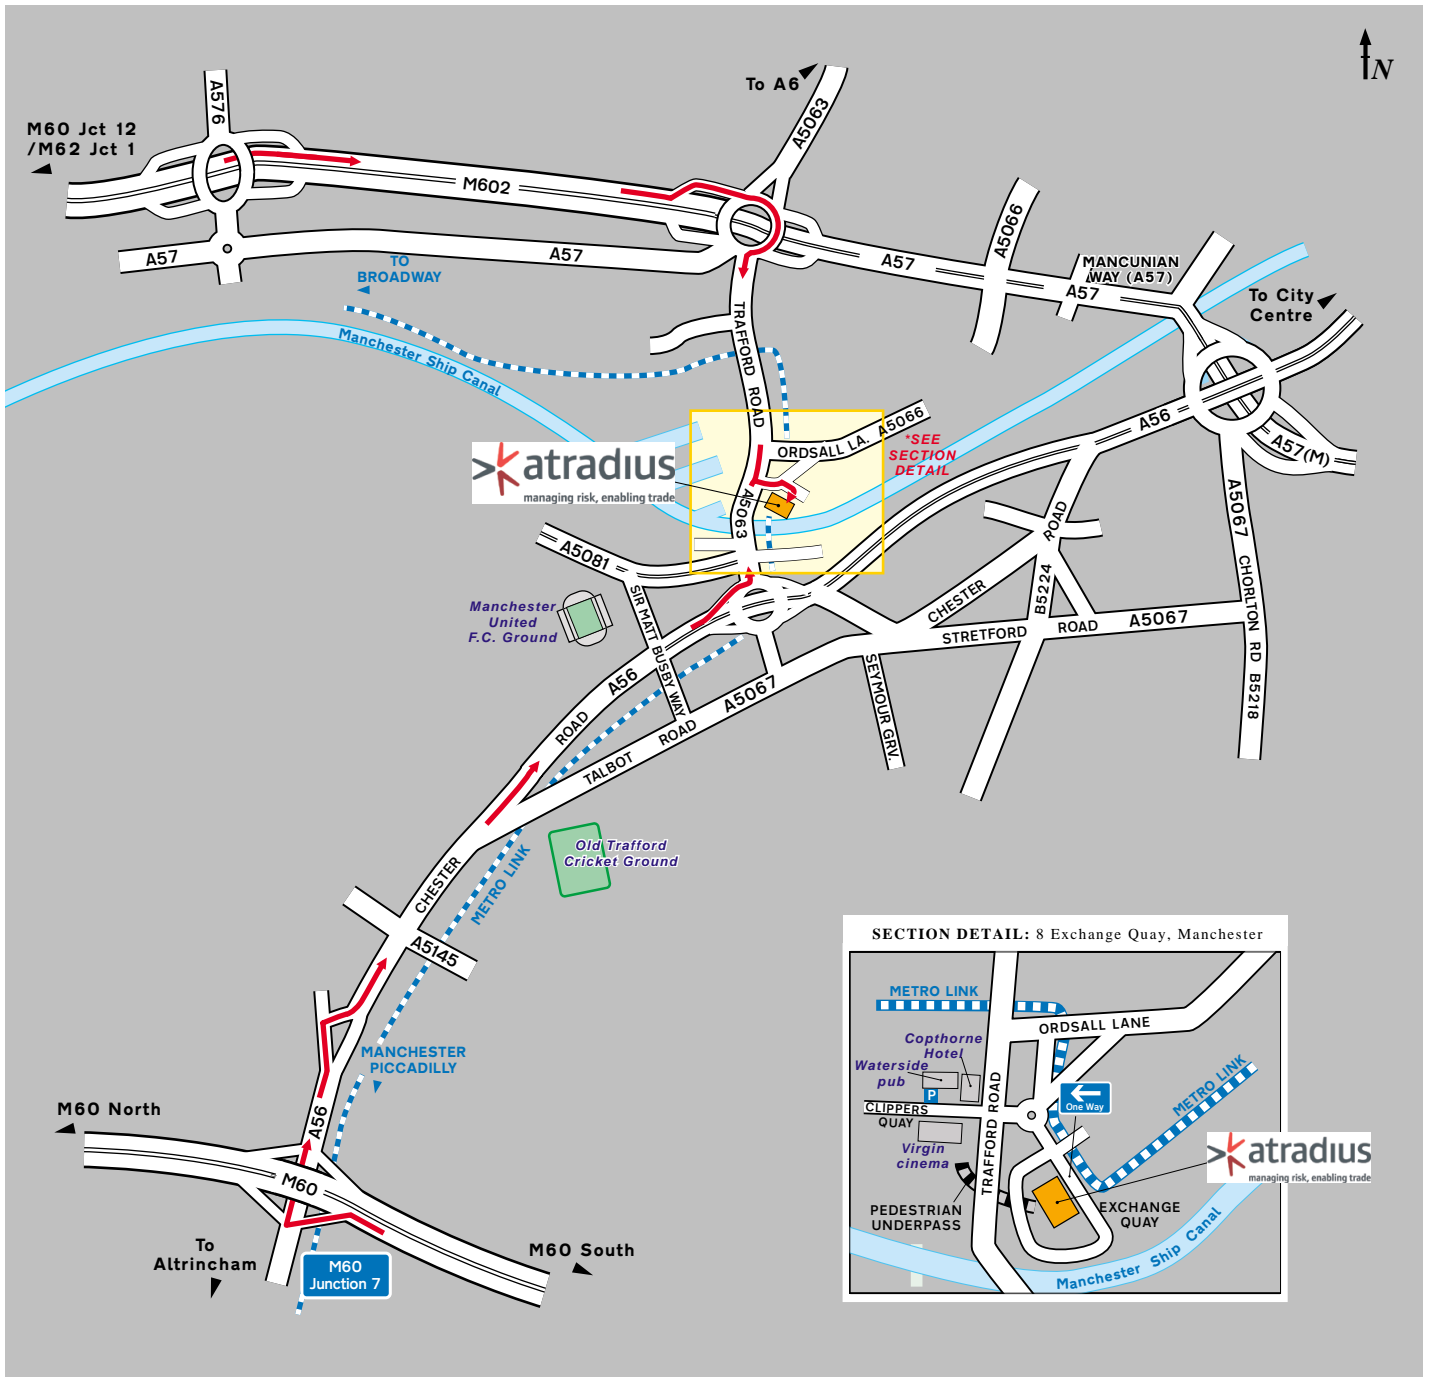 To A6
N
A576
A5063
M60 Jct 12
/M62 Jct 1
M602
A5066
A57
A57
TO
BROADWAY
A57
MANCUNIAN
WAY (A57)
A57
To City
Centre
TRAFFORD ROAD
Manchester Ship Canal
A56
ORDSALL LA. A5066
*SEE
SECTION
DETAIL
A57(M)
atradius
managing risk, enabling trade
A5063
A5067
A5081
ROAD
CHORLTON RD B5218
Manchester
United
F.C. Ground
SIR MATT BUSBY WAY
B5224
CHESTER
STRETFORD ROAD A5067
A56
A5067
SEYMOUR GRV.
ROAD
TALBOT ROAD
Old Trafford
Cricket Ground
CHESTER
METRO LINK
A5145
MANCHESTER
PICCADILLY
A56
M60 North
M60
To
Altrincham
M60 South
M60
Junction 7
SECTION DETAIL: 8 Exchange Quay, Manchester
METRO LINK
ORDSALL LANE
Copthorne
Hotel
Waterside
pub
P
One Way
METRO LINK
CLIPPERS
QUAY
TRAFFORD ROAD
Virgin
cinema
atradius
managing risk, enabling trade
PEDESTRIAN
UNDERPASS
EXCHANGE
QUAY
Manchester Ship Canal